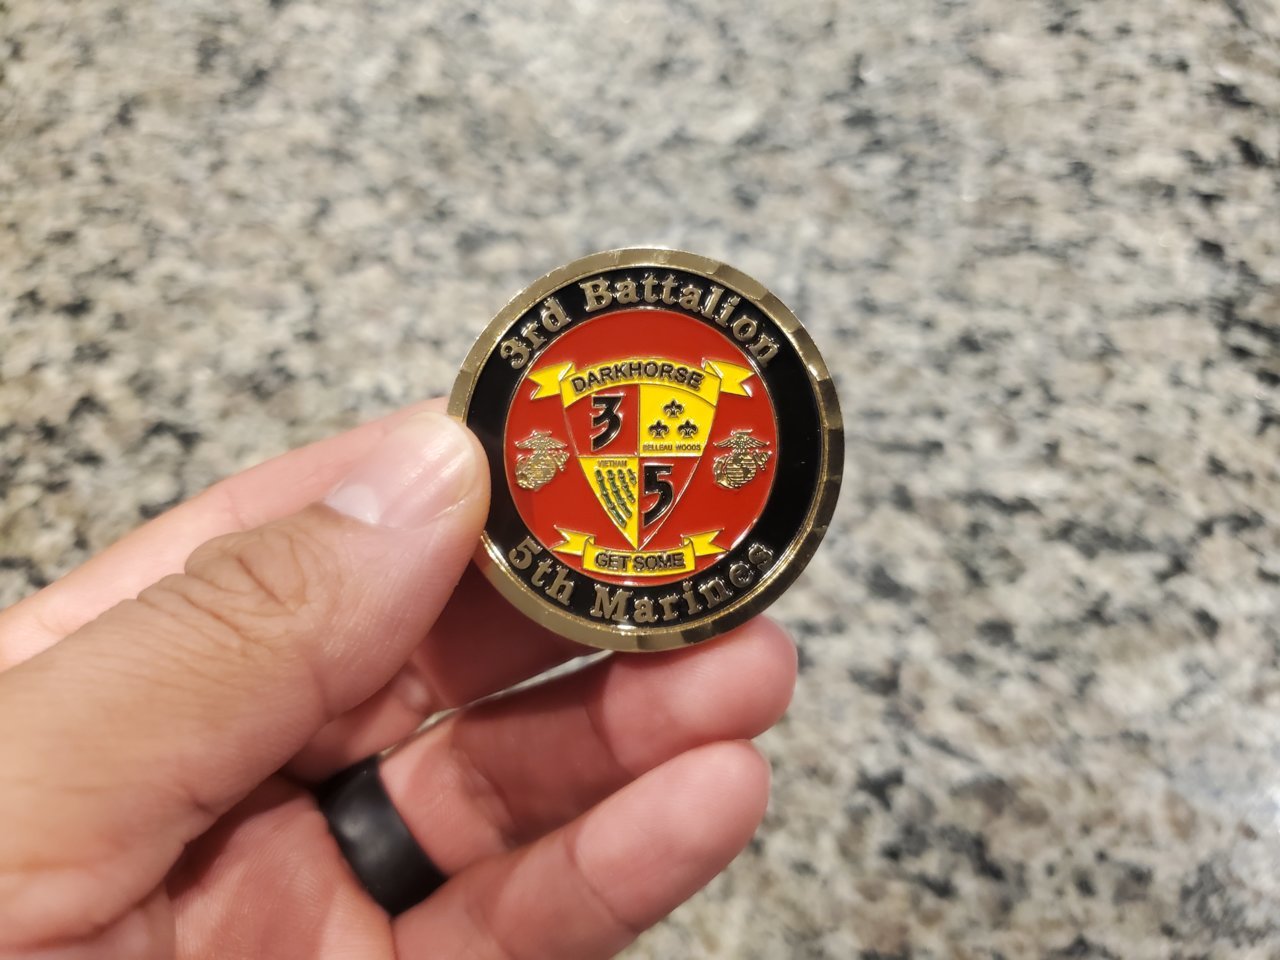 3rd Battalion
DARKHORSE
3
BELLEAU WOODS
VIETNAM
5
GET SOME
5th Marines